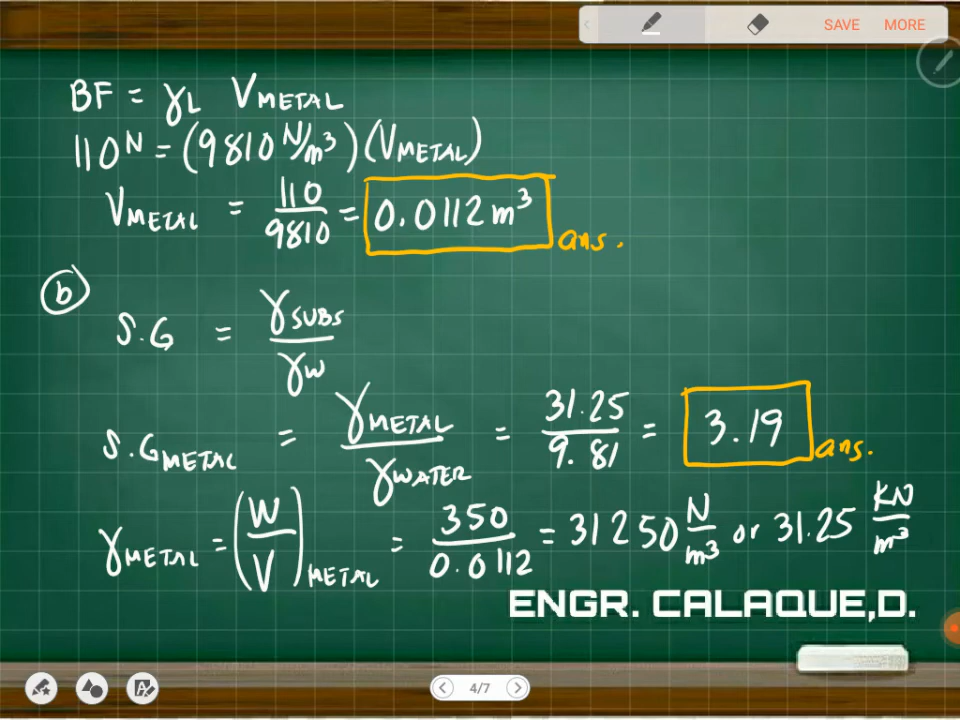 SAVE MORE
BF = γL VMETAL
110 N = (9810 N/m³)(VMETAL)
VMETAL = 110/9810 = 0.0112 m³ ans.
b
S.G = γSUBS/γW
S.GMETAL = γMETAL/γWATER = 31.25/9.81 = 3.19 ans.
γMETAL = (W/V)METAL = 350/0.0112 = 31250 N/m³ or 31.25 KN/m³
ENGR. CALAQUE,D.
4/7